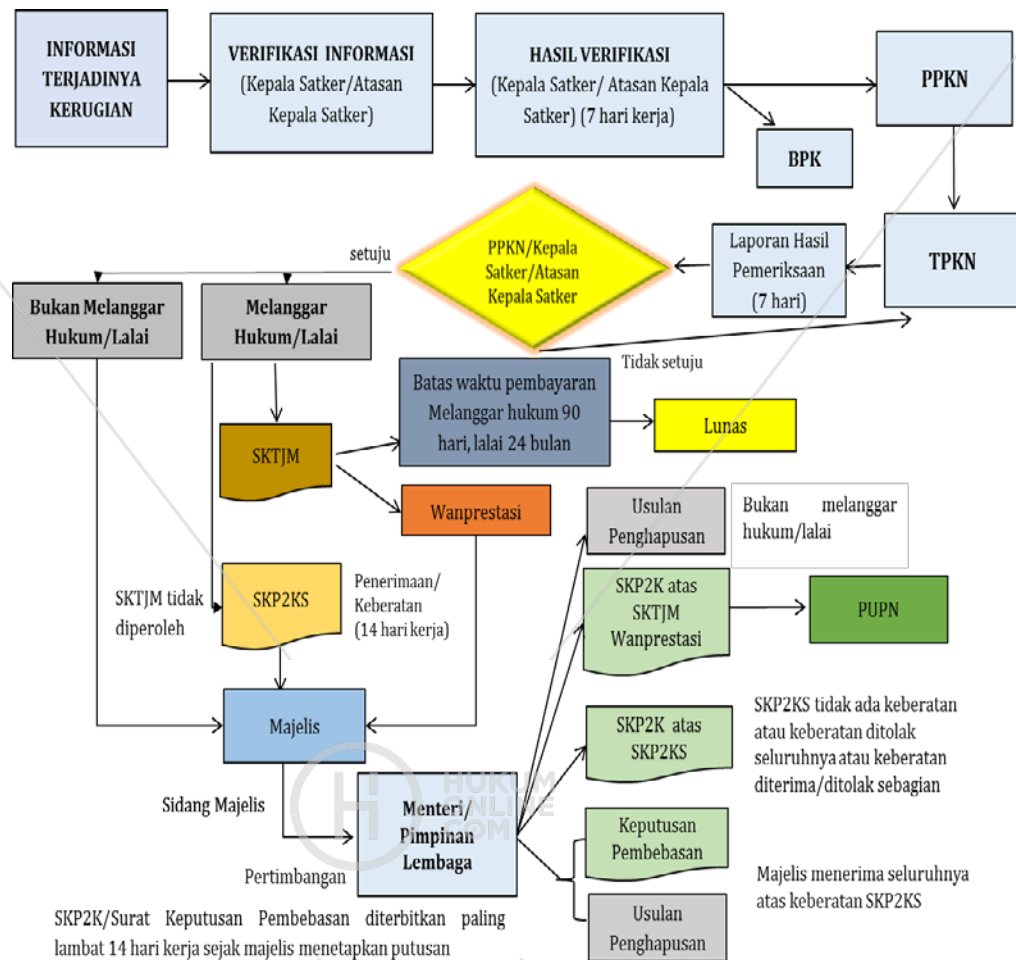 INFORMASI
TERJADINYA
KERUGIAN
VERIFIKASI INFORMASI
(Kepala Satker/Atasan
Kepala Satker)
HASIL VERIFIKASI
(Kepala Satker/ Atasan Kepala
Satker) (7 hari kerja)
PPKN
BPK
setuju
PPKN/Kepala
Satker/Atasan
Kepala Satker
Laporan Hasil
Pemeriksaan
(7 hari)
TPKN
Bukan Melanggar
Hukum/Lalai
Melanggar
Hukum/Lalai
Tidak setuju
Batas waktu pembayaran
Melanggar hukum 90
hari, lalai 24 bulan
Lunas
SKTJM
Wanprestasi
Usulan
Penghapusan
Bukan melanggar
hukum/lalai
SKTJM tidak
diperoleh
SKP2KS
Penerimaan/
Keberatan
(14 hari kerja)
SKP2K atas
SKTJM
Wanprestasi
PUPN
Majelis
SKP2K atas
SKP2KS
SKP2KS tidak ada keberatan
atau keberatan ditolak
seluruhnya atau keberatan
diterima/ditolak sebagian
Sidang Majelis
HUKUM
ONLINE
COM
Menteri/
Pimpinan
Lembaga
Pertimbangan
Keputusan
Pembebasan
Usulan
Penghapusan
Majelis menerima seluruhnya
atas keberatan SKP2KS
SKP2K/Surat Keputusan Pembebasan diterbitkan paling
lambat 14 hari kerja sejak majelis menetapkan putusan